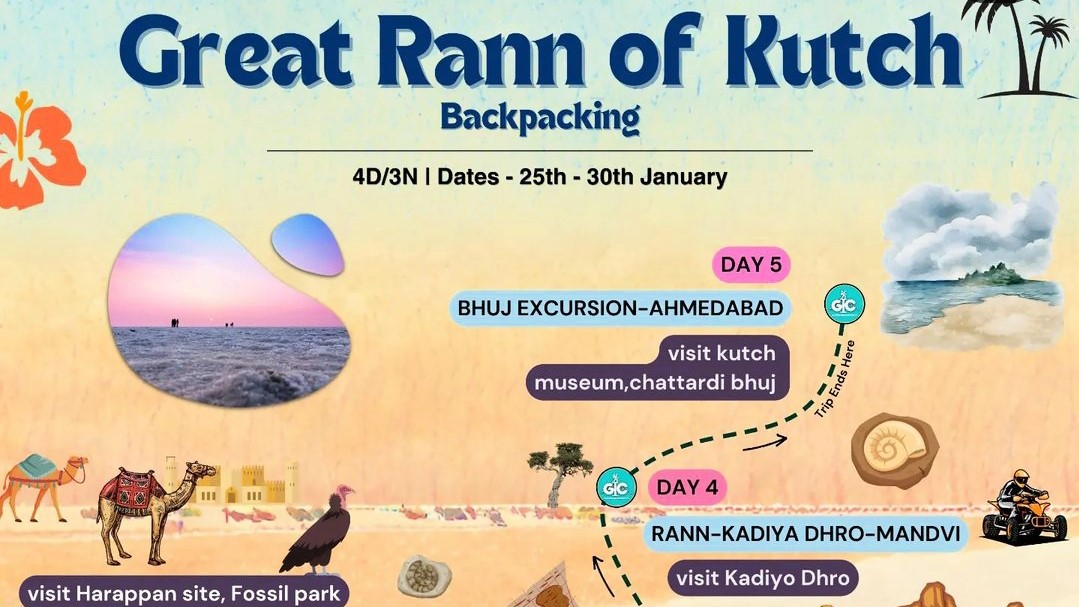 Great Rann of Kutch
Backpacking
4D/3N | Dates - 25th - 30th January
DAY 5
BHUJ EXCURSION-AHMEDABAD
visit kutch
museum,chattardi bhuj
Trip Ends Here
GC
DAY 4
RANN-KADIYA DHRO-MANDVI
visit Kadiyo Dhro
GC
visit Harappan site, Fossil park